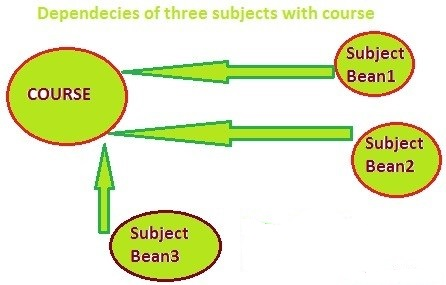 Dependecies of three subjects with course
Subject
Bean1
COURSE
Subject
Bean2
Subject
Bean3